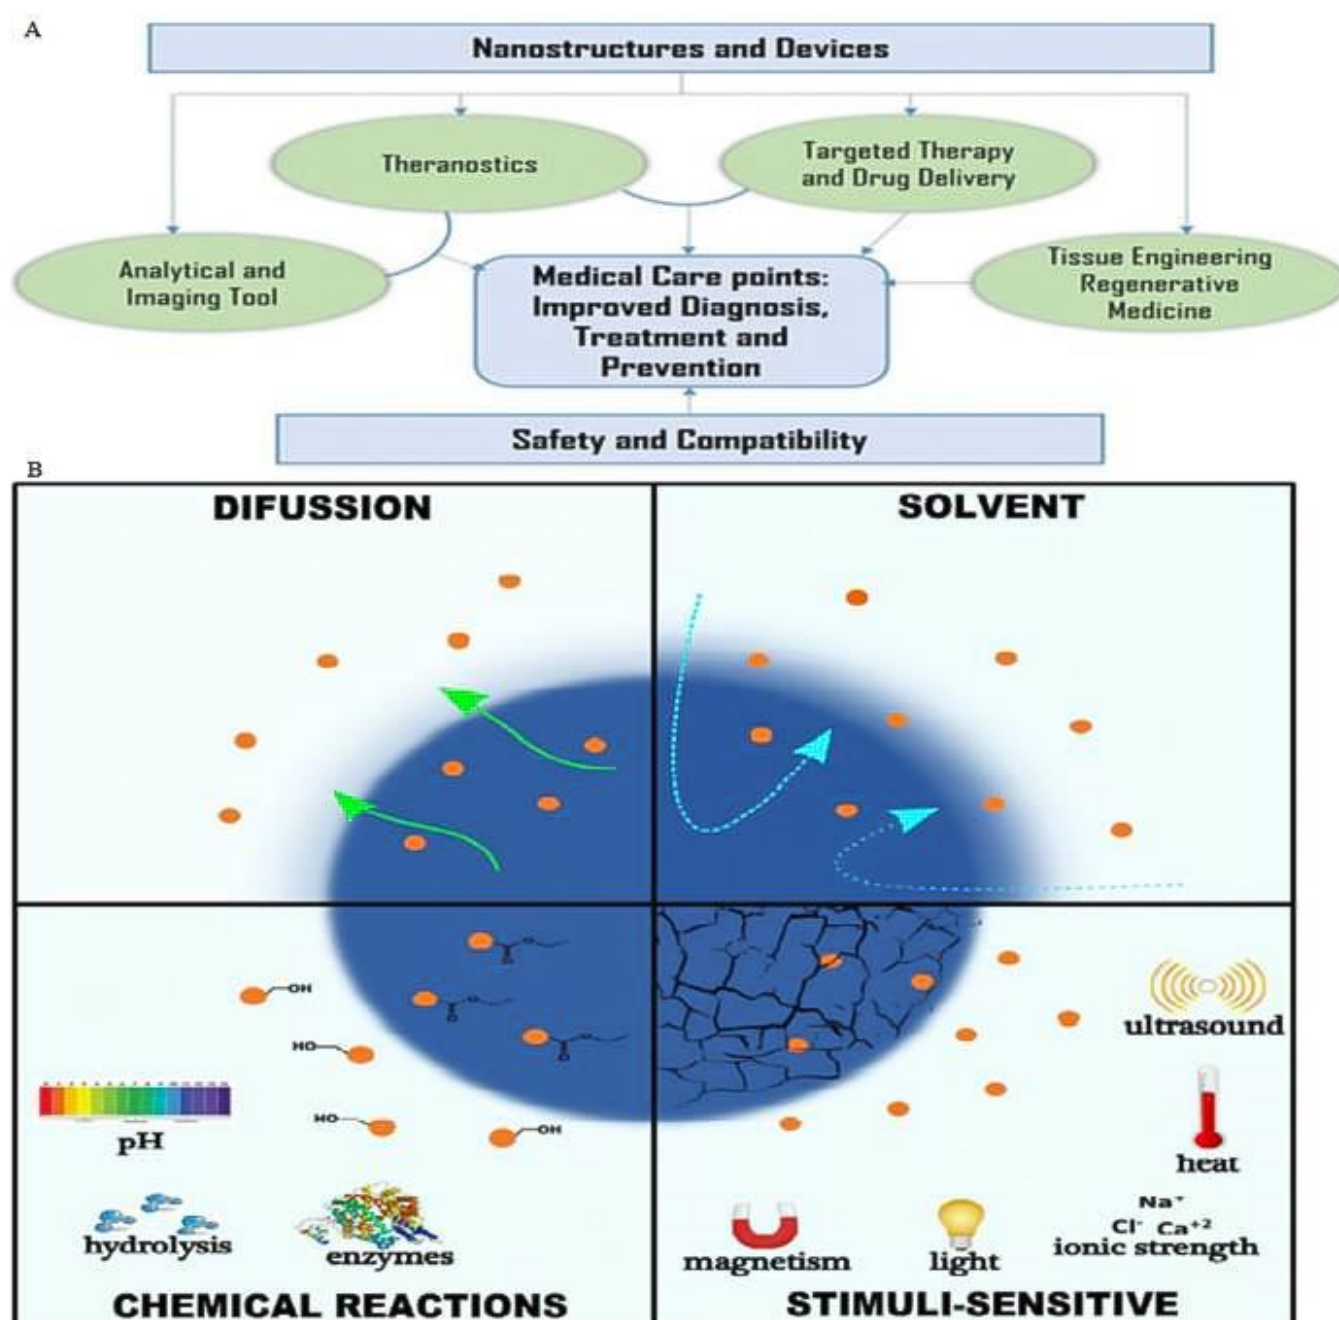 A
Nanostructures and Devices
Theranostics
Targeted Therapy
and Drug Delivery
Analytical and
Imaging Tool
Medical Care points:
Improved Diagnosis,
Treatment and
Prevention
Tissue Engineering
Regenerative
Medicine
Safety and Compatibility
B
DIFUSSION
SOLVENT
OH
HO
HO
OH
O
O
O
O
O
O
pH
hydrolysis
enzymes
CHEMICAL REACTIONS
ultrasound
heat
magnetism
light
Na⁺
Cl⁻ Ca⁺²
ionic strength
STIMULI-SENSITIVE